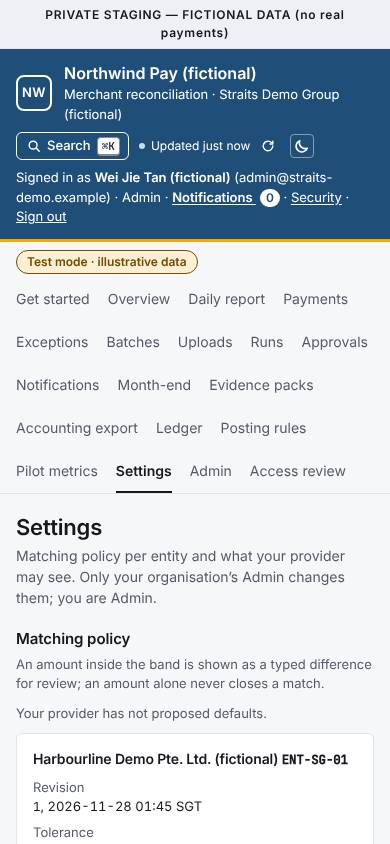 PRIVATE STAGING — FICTIONAL DATA (no real
payments)
NW
Northwind Pay (fictional)
Merchant reconciliation · Straits Demo Group
(fictional)
Search ⌘K
Updated just now
Signed in as Wei Jie Tan (fictional) (admin@straits-
demo.example) · Admin · Notifications 0 · Security ·
Sign out
Test mode · illustrative data
Get started Overview Daily report Payments
Exceptions Batches Uploads Runs Approvals
Notifications Month-end Evidence packs
Accounting export Ledger Posting rules
Pilot metrics Settings Admin Access review
Settings
Matching policy per entity and what your provider
may see. Only your organisation’s Admin changes
them; you are Admin.
Matching policy
An amount inside the band is shown as a typed difference
for review; an amount alone never closes a match.
Your provider has not proposed defaults.
Harbourline Demo Pte. Ltd. (fictional) ENT-SG-01
Revision
1, 2026-11-28 01:45 SGT
Tolerance